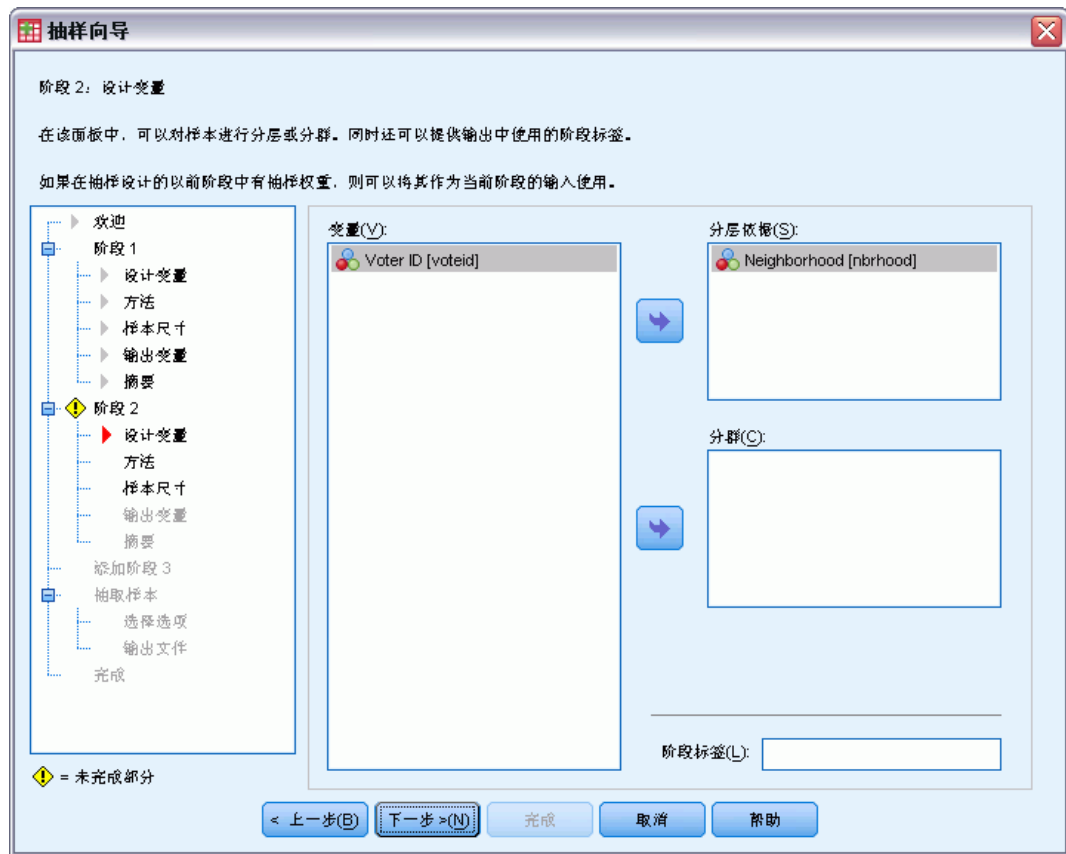 抽样向导
阶段 2：设计变量
在该面板中，可以对样本进行分层或分群。同时还可以提供输出中使用的阶段标签。
如果在抽样设计的以前阶段中有抽样权重，则可以将其作为当前阶段的输入使用。
欢迎
阶段 1
设计变量
方法
样本尺寸
输出变量
摘要
阶段 2
设计变量
方法
样本尺寸
输出变量
摘要
添加阶段 3
抽取样本
选择选项
输出文件
完成
! = 未完成部分
变量(V):
Voter ID [voteid]
分层依据(S):
Neighborhood [nbrhood]
分群(C):
阶段标签(L):
< 上一步(B) 下一步 >(N) 完成 取消 帮助